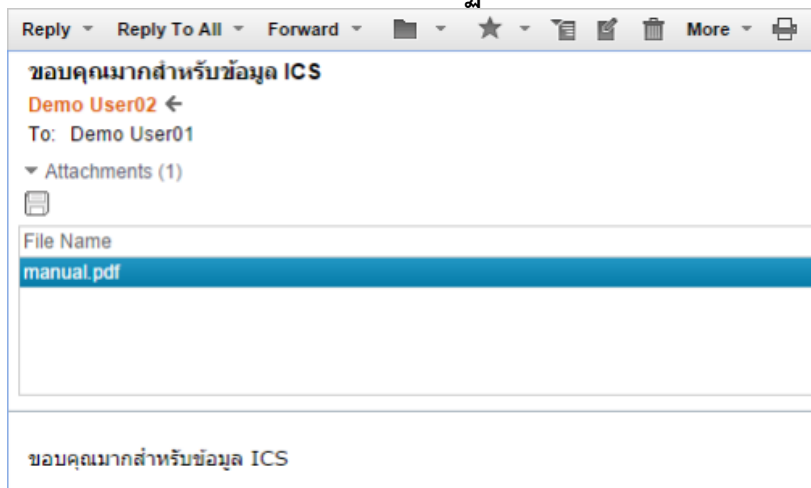 Reply Reply To All Forward More
ขอบคุณมากสำหรับข้อมูล ICS
Demo User02
To: Demo User01
Attachments (1)
File Name
manual.pdf
ขอบคุณมากสำหรับข้อมูล ICS